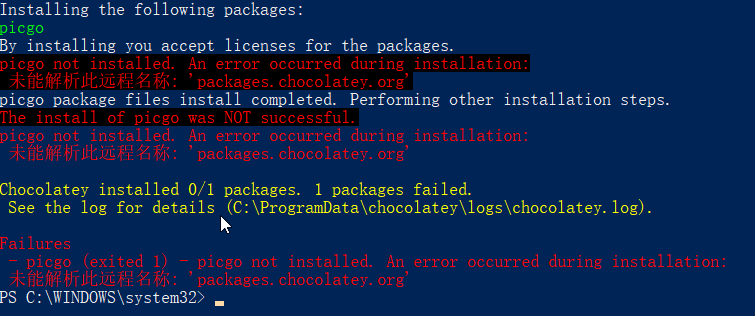 Installing the following packages:
picgo
By installing you accept licenses for the packages.
picgo not installed. An error occurred during installation:
未能解析此远程名称: 'packages.chocolatey.org'
picgo package files install completed. Performing other installation steps.
The install of picgo was NOT successful.
picgo not installed. An error occurred during installation:
未能解析此远程名称: 'packages.chocolatey.org'
Chocolatey installed 0/1 packages. 1 packages failed.
See the log for details (C:\ProgramData\chocolatey\logs\chocolatey.log).
Failures
- picgo (exited 1) - picgo not installed. An error occurred during installation:
未能解析此远程名称: 'packages.chocolatey.org'
PS C:\WINDOWS\system32>